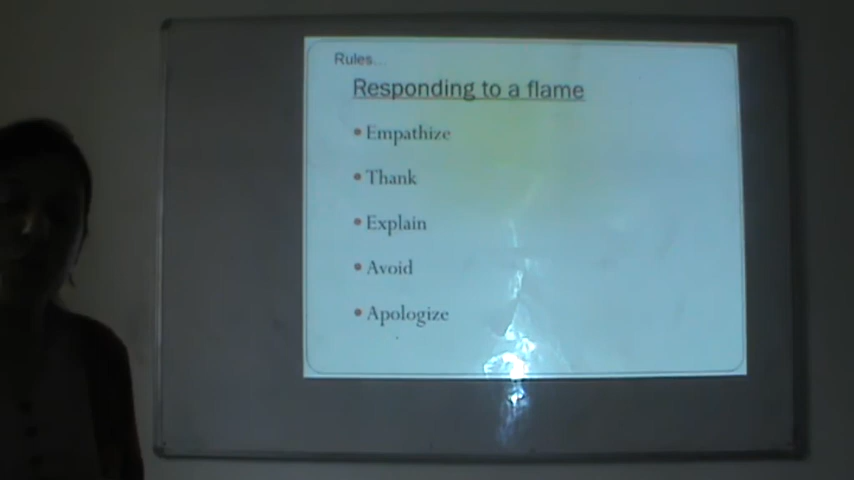 Rules...
Responding to a flame
• Empathize
• Thank
• Explain
• Avoid
• Apologize